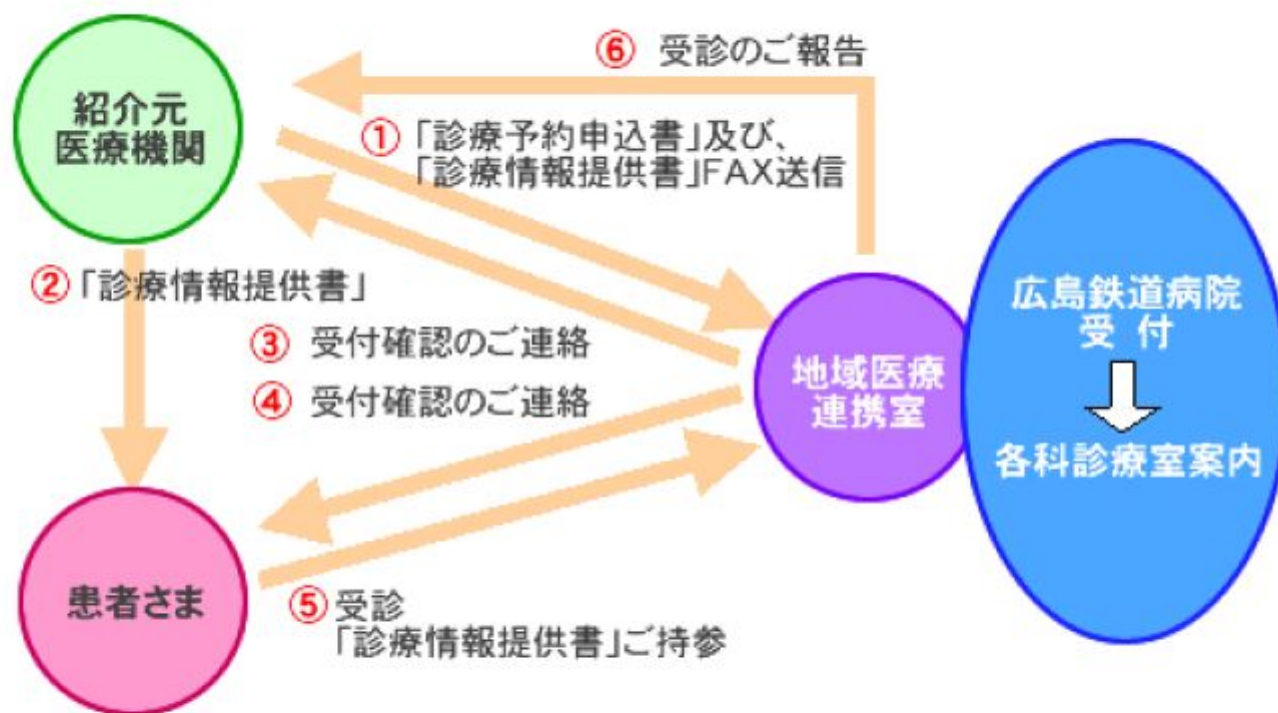 ⑥ 受診のご報告
紹介元
医療機関
① 「診療予約申込書」及び、
「診療情報提供書」FAX送信
② 「診療情報提供書」
③ 受付確認のご連絡
④ 受付確認のご連絡
地域医療
連携室
広島鉄道病院
受 付
各科診療室案内
患者さま
⑤ 受診
「診療情報提供書」ご持参